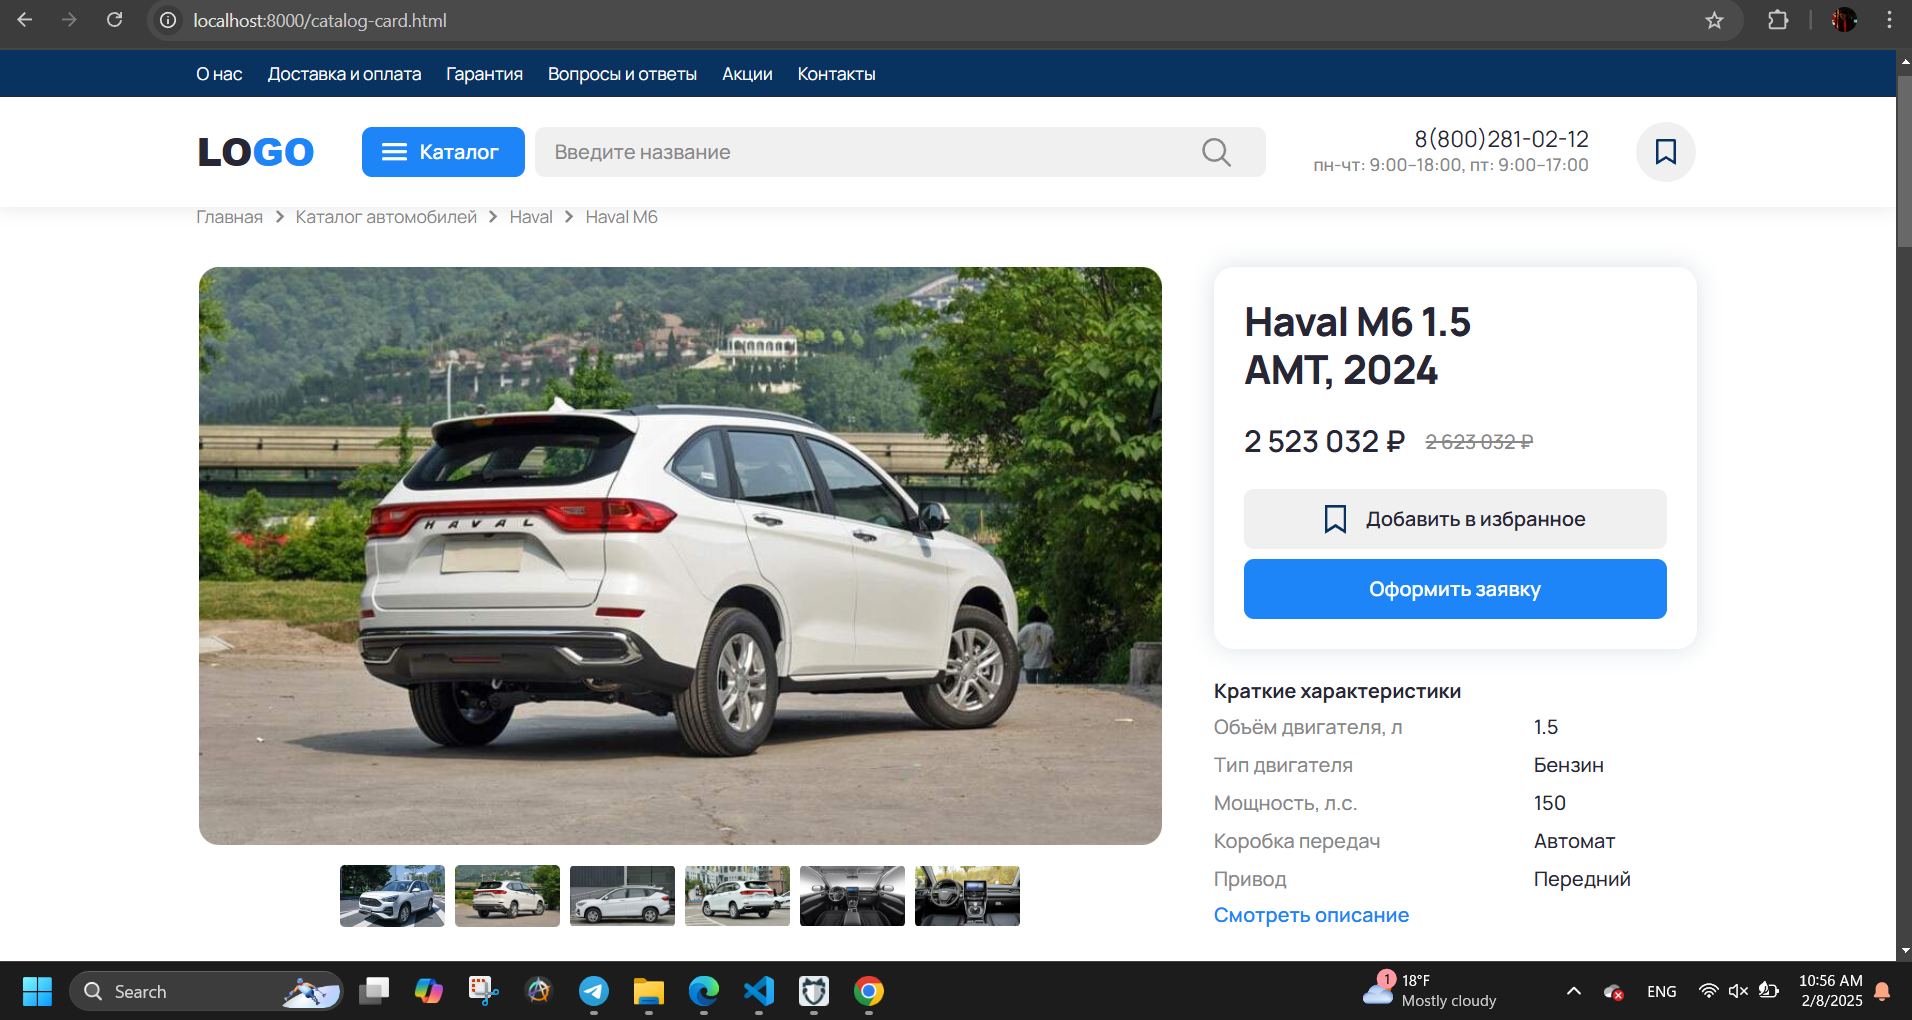 localhost:8000/catalog-card.html
О нас Доставка и оплата Гарантия Вопросы и ответы Акции Контакты
LOGO Каталог Введите название
8(800)281-02-12
пн-чт: 9:00–18:00, пт: 9:00–17:00
Главная Каталог автомобилей Haval Haval M6
HAVAL
Haval M6 1.5
АМТ, 2024
2 523 032 ₽ 2 623 032 ₽
Добавить в избранное
Оформить заявку
Краткие характеристики
Объём двигателя, л 1.5
Тип двигателя Бензин
Мощность, л.с. 150
Коробка передач Автомат
Привод Передний
Смотреть описание
Search
1
18°F
Mostly cloudy
ENG
10:56 AM
2/8/2025